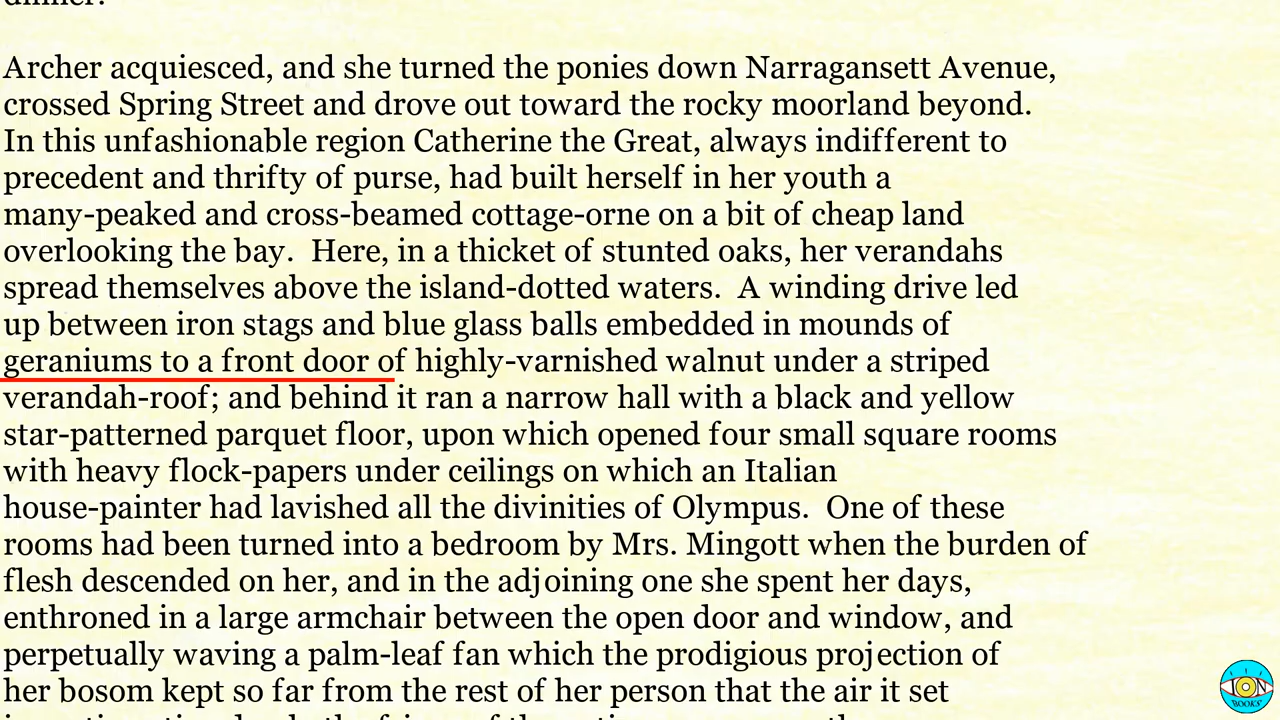 dinner.
Archer acquiesced, and she turned the ponies down Narragansett Avenue,
crossed Spring Street and drove out toward the rocky moorland beyond.
In this unfashionable region Catherine the Great, always indifferent to
precedent and thrifty of purse, had built herself in her youth a
many-peaked and cross-beamed cottage-orne on a bit of cheap land
overlooking the bay.  Here, in a thicket of stunted oaks, her verandahs
spread themselves above the island-dotted waters.  A winding drive led
up between iron stags and blue glass balls embedded in mounds of
geraniums to a front door of highly-varnished walnut under a striped
verandah-roof; and behind it ran a narrow hall with a black and yellow
star-patterned parquet floor, upon which opened four small square rooms
with heavy flock-papers under ceilings on which an Italian
house-painter had lavished all the divinities of Olympus.  One of these
rooms had been turned into a bedroom by Mrs. Mingott when the burden of
flesh descended on her, and in the adjoining one she spent her days,
enthroned in a large armchair between the open door and window, and
perpetually waving a palm-leaf fan which the prodigious projection of
her bosom kept so far from the rest of her person that the air it set
ION
BOOKS